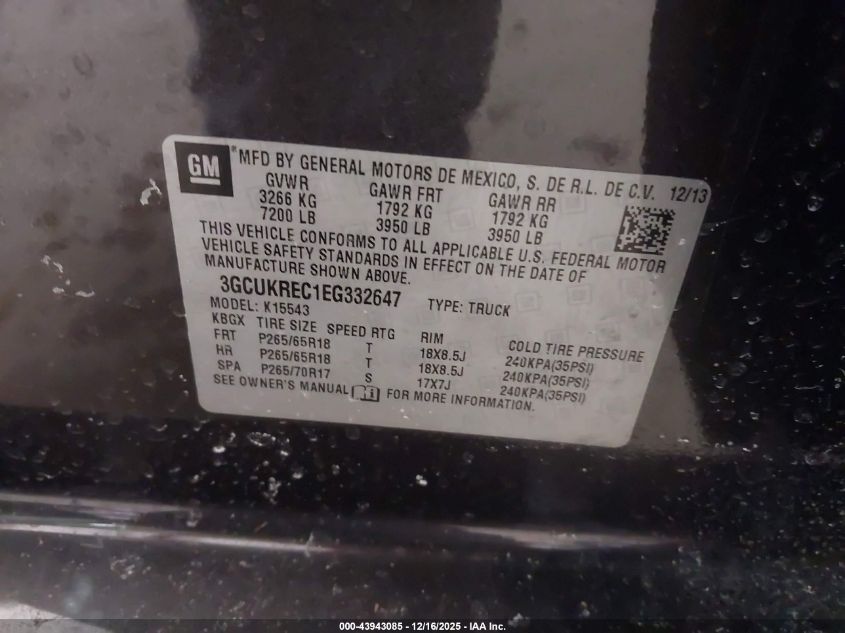 GM ® MFD BY GENERAL MOTORS DE MEXICO, S. DE R.L. DE C.V. 12/13
GVWR GAWR FRT GAWR RR
3266 KG 1792 KG 1792 KG
7200 LB 3950 LB 3950 LB
THIS VEHICLE CONFORMS TO ALL APPLICABLE U.S. FEDERAL MOTOR
VEHICLE SAFETY STANDARDS IN EFFECT ON THE DATE OF
MANUFACTURE SHOWN ABOVE.
3GCUKREC1EG332647 TYPE: TRUCK
MODEL: K15543
KBGX TIRE SIZE SPEED RTG RIM COLD TIRE PRESSURE
FRT P265/65R18 T 18X8.5J 240KPA(35PSI)
RR P265/65R18 T 18X8.5J 240KPA(35PSI)
SPA P265/70R17 S 17X7J 240KPA(35PSI)
SEE OWNER'S MANUAL FOR MORE INFORMATION.
000-43943085 - 12/16/2025 - IAA Inc.